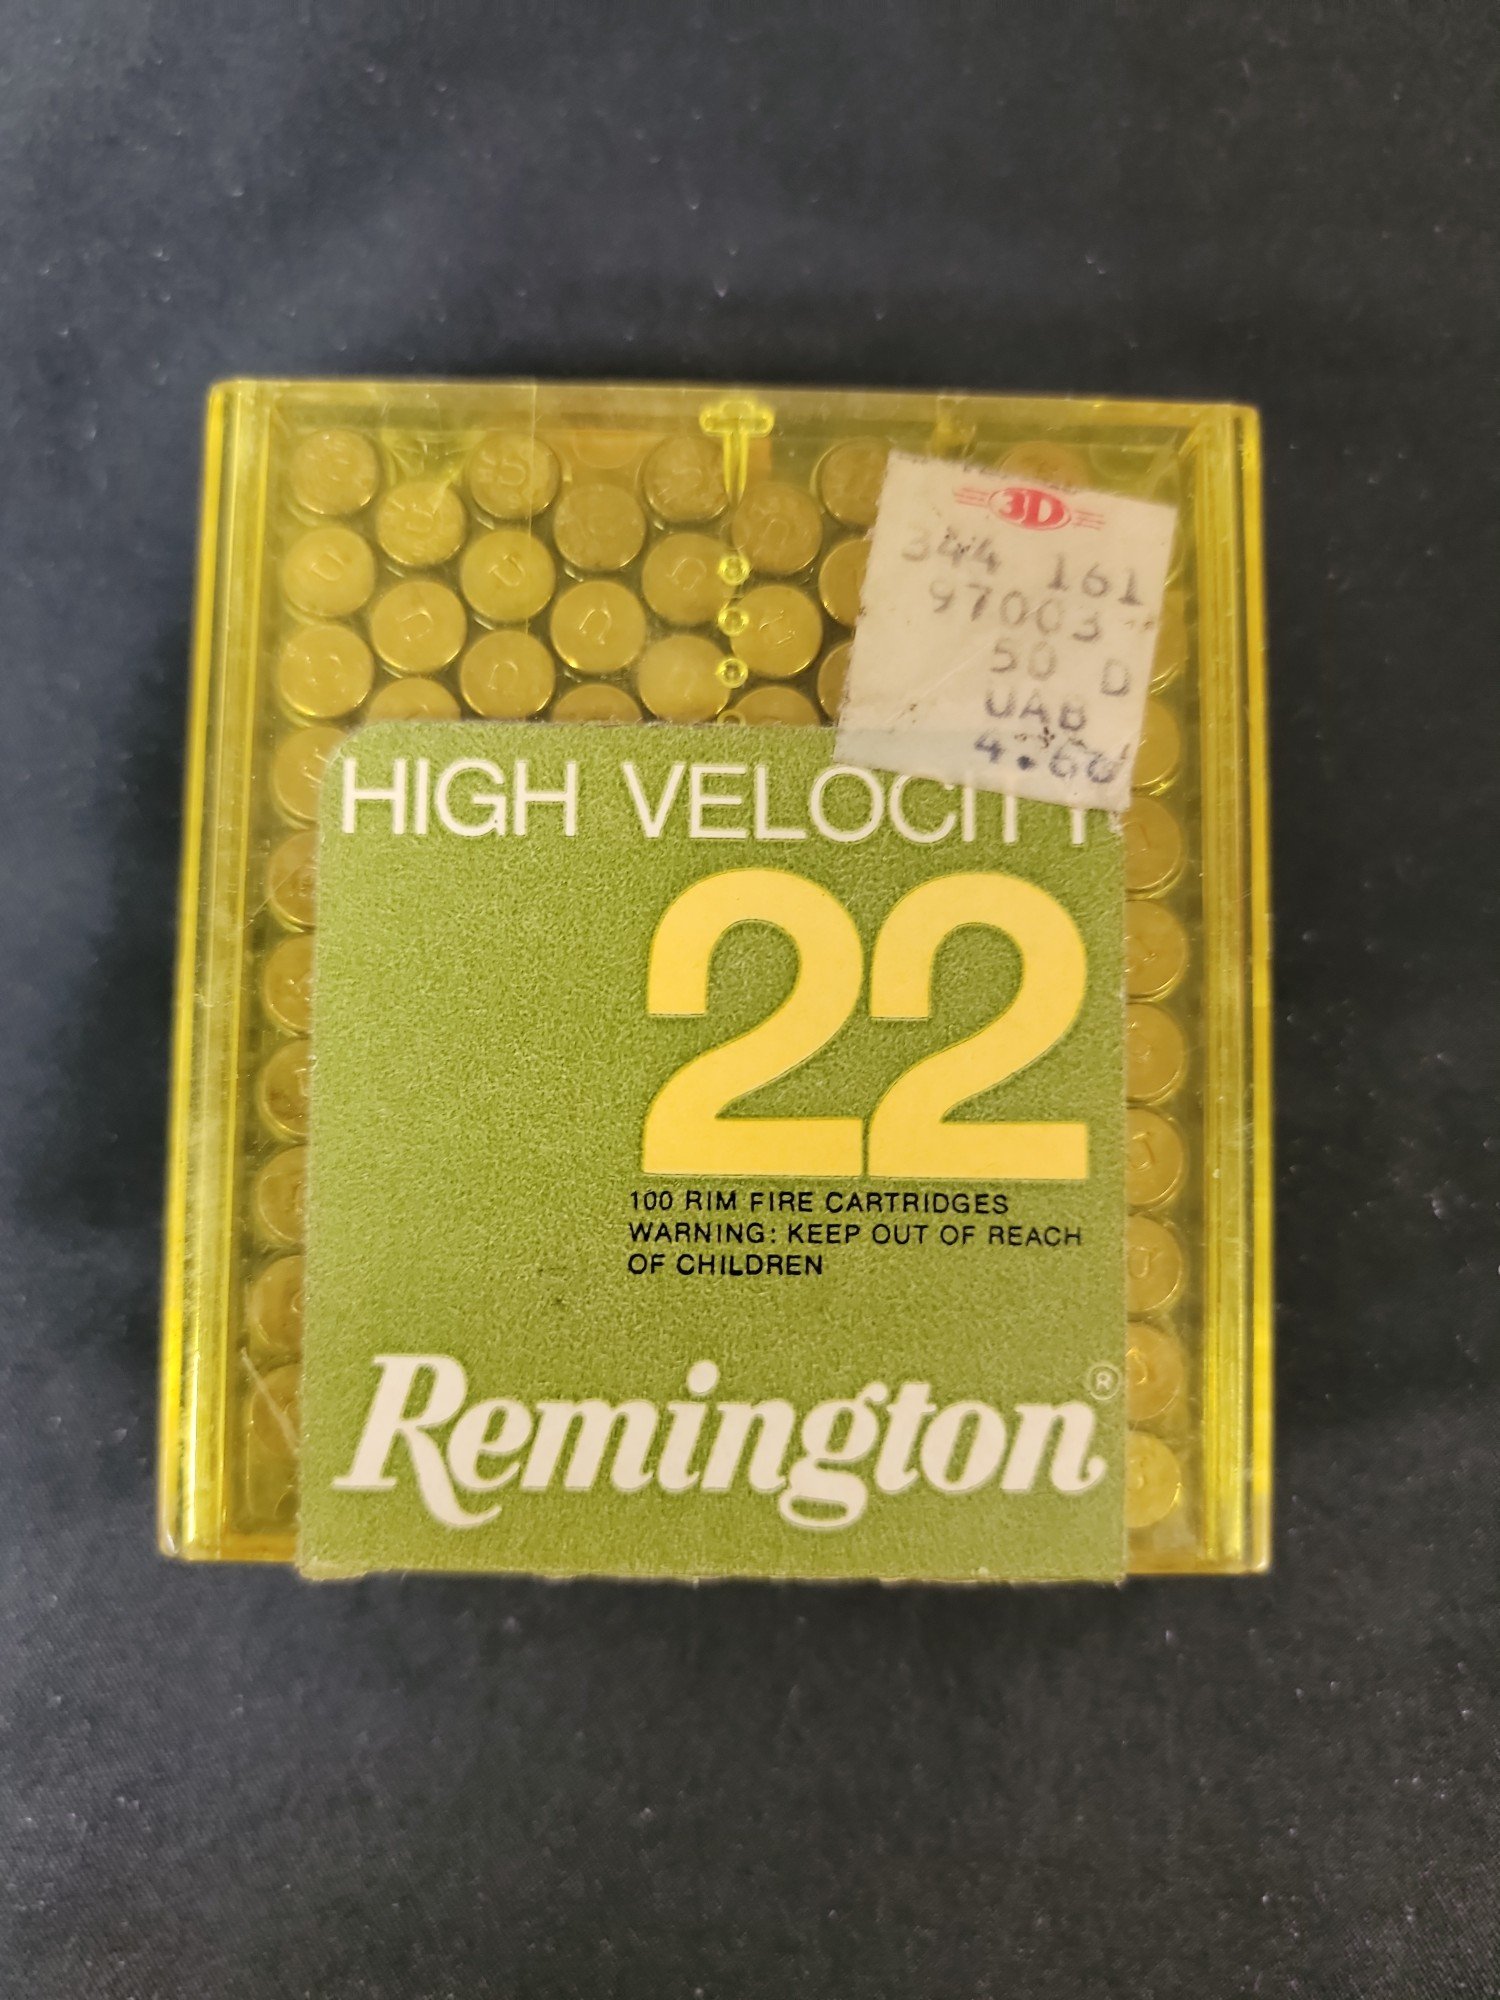 3D
344 161
97003
50 D
UAB
HIGH VELOCITY
22
100 RIM FIRE CARTRIDGES
WARNING: KEEP OUT OF REACH
OF CHILDREN
Remington®